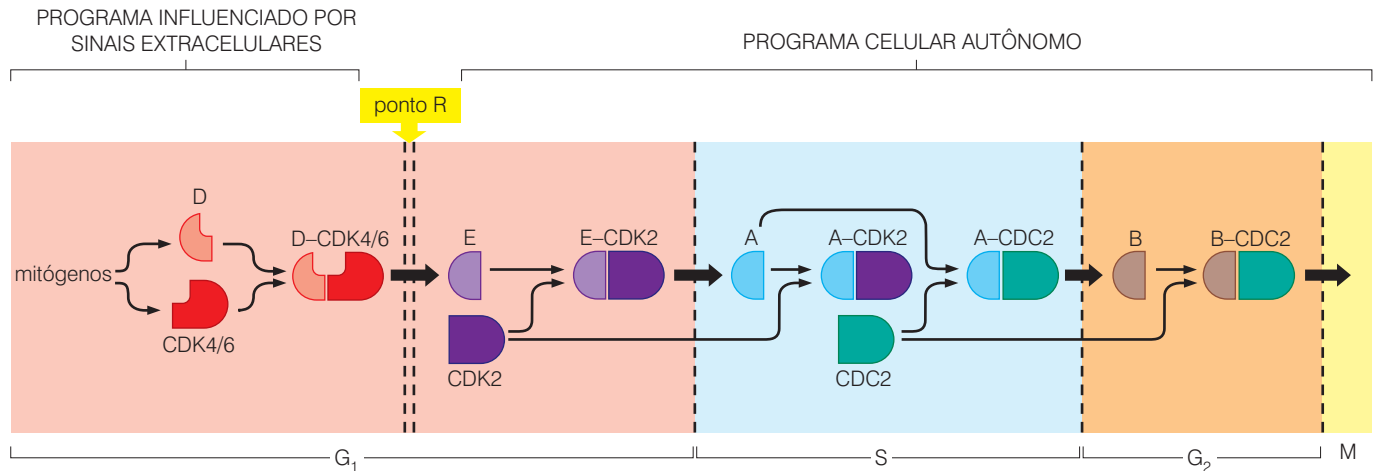 PROGRAMA INFLUENCIADO POR
SINAIS EXTRACELULARES
PROGRAMA CELULAR AUTÔNOMO
ponto R
mitógenos
D
CDK4/6
D–CDK4/6
E
CDK2
E–CDK2
A
A–CDK2
CDC2
A–CDC2
B
B–CDC2
G₁
S
G₂
M